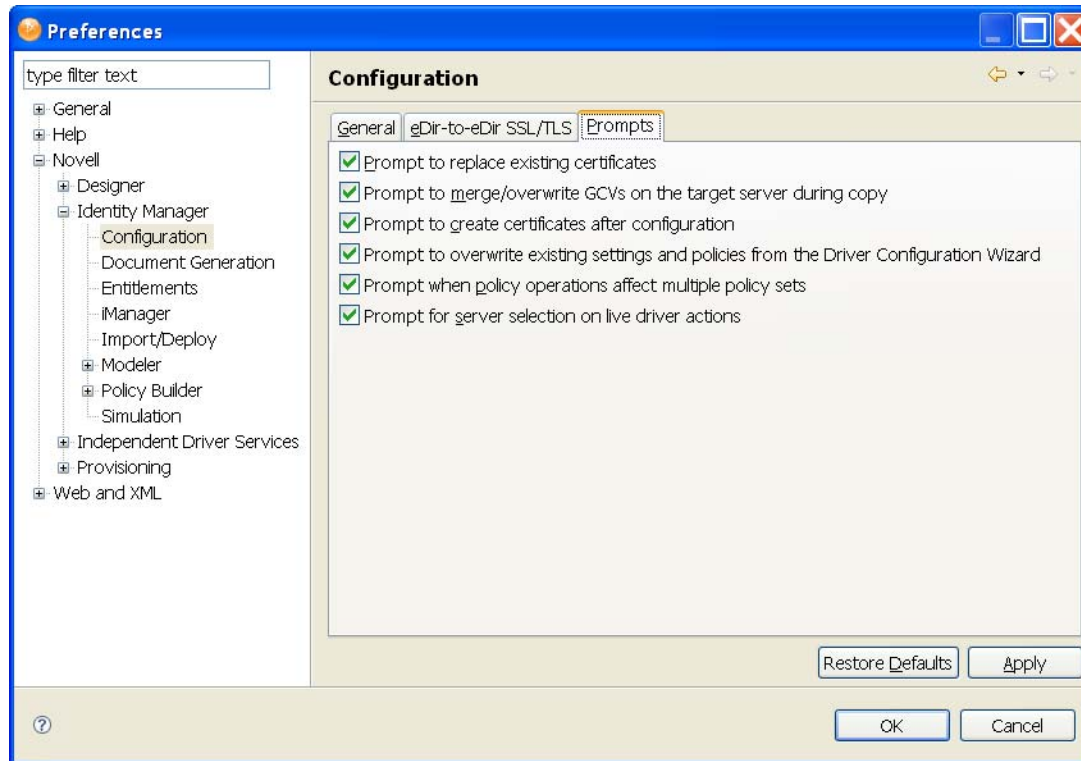 Preferences
type filter text
General
Help
Novell
Designer
Identity Manager
Configuration
Document Generation
Entitlements
iManager
Import/Deploy
Modeler
Policy Builder
Simulation
Independent Driver Services
Provisioning
Web and XML
Configuration
General eDir-to-eDir SSL/TLS Prompts
Prompt to replace existing certificates
Prompt to merge/overwrite GCVs on the target server during copy
Prompt to create certificates after configuration
Prompt to overwrite existing settings and policies from the Driver Configuration Wizard
Prompt when policy operations affect multiple policy sets
Prompt for server selection on live driver actions
Restore Defaults Apply
? OK Cancel